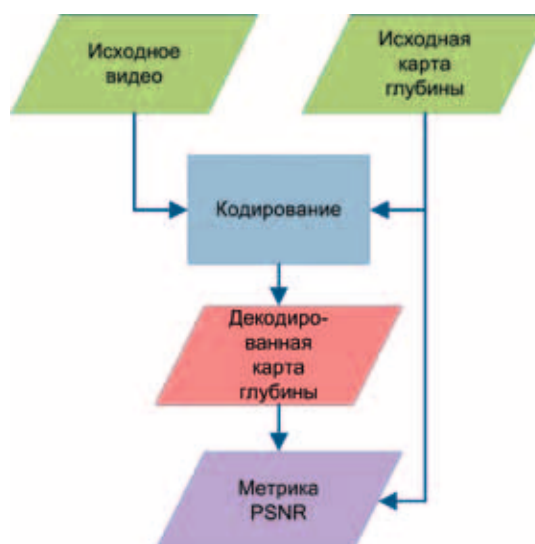 Исходное
видео
Исходная
карта
глубины
Кодирование
Декодиро-
ванная
карта
глубины
Метрика
PSNR